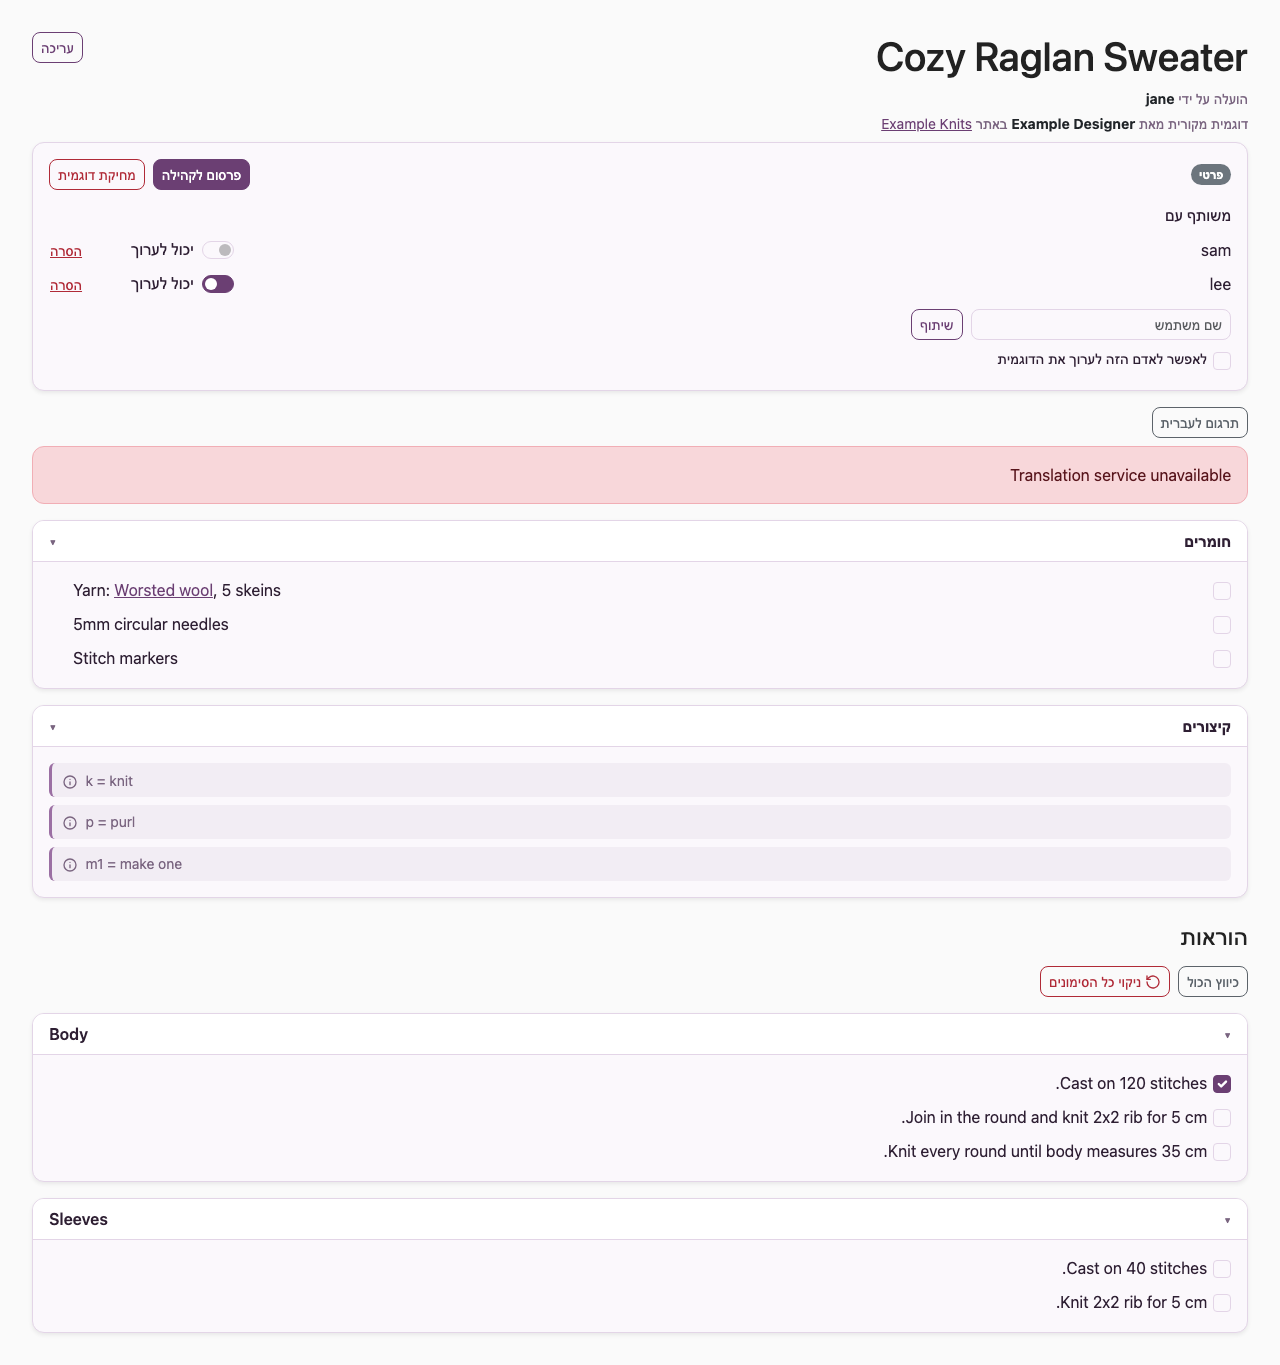 Cozy Raglan Sweater
עריכה
הועלה על ידי jane
דוגמית מקורית מאת Example Designer באתר Example Knits
פרטי
פרסום לקהילה
מחיקת דוגמית
משותף עם
sam
יכול לערוך
הסרה
lee
יכול לערוך
הסרה
שם משתמש
שיתוף
לאפשר לאדם הזה לערוך את הדוגמית
תרגום לעברית
Translation service unavailable
חומרים
Yarn: Worsted wool, 5 skeins
5mm circular needles
Stitch markers
קיצורים
k = knit
p = purl
m1 = make one
הוראות
כיווץ הכול
ניקוי כל הסימונים
Body
Cast on 120 stitches.
Join in the round and knit 2x2 rib for 5 cm.
Knit every round until body measures 35 cm.
Sleeves
Cast on 40 stitches.
Knit 2x2 rib for 5 cm.